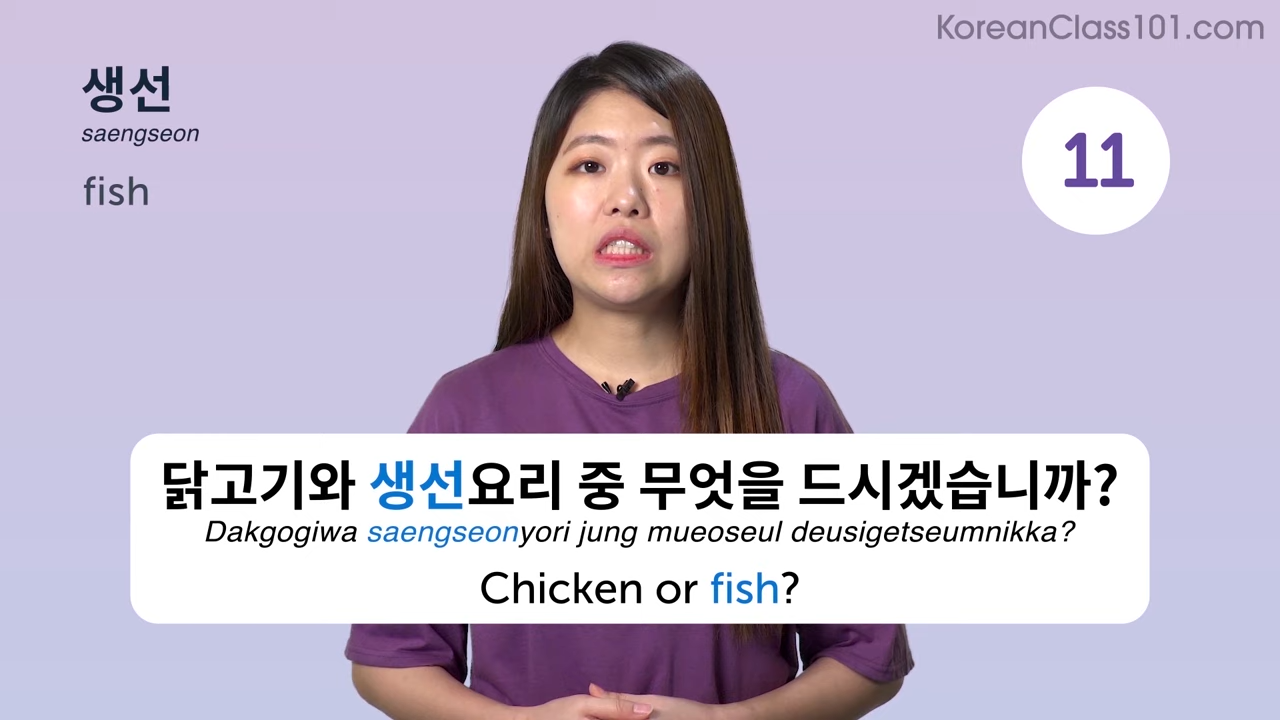 KoreanClass101.com
생선
saengseon
fish
11
닭고기와 생선요리 중 무엇을 드시겠습니까?
Dakgogiwa saengseonyori jung mueoseul deusigetseumnikka?
Chicken or fish?